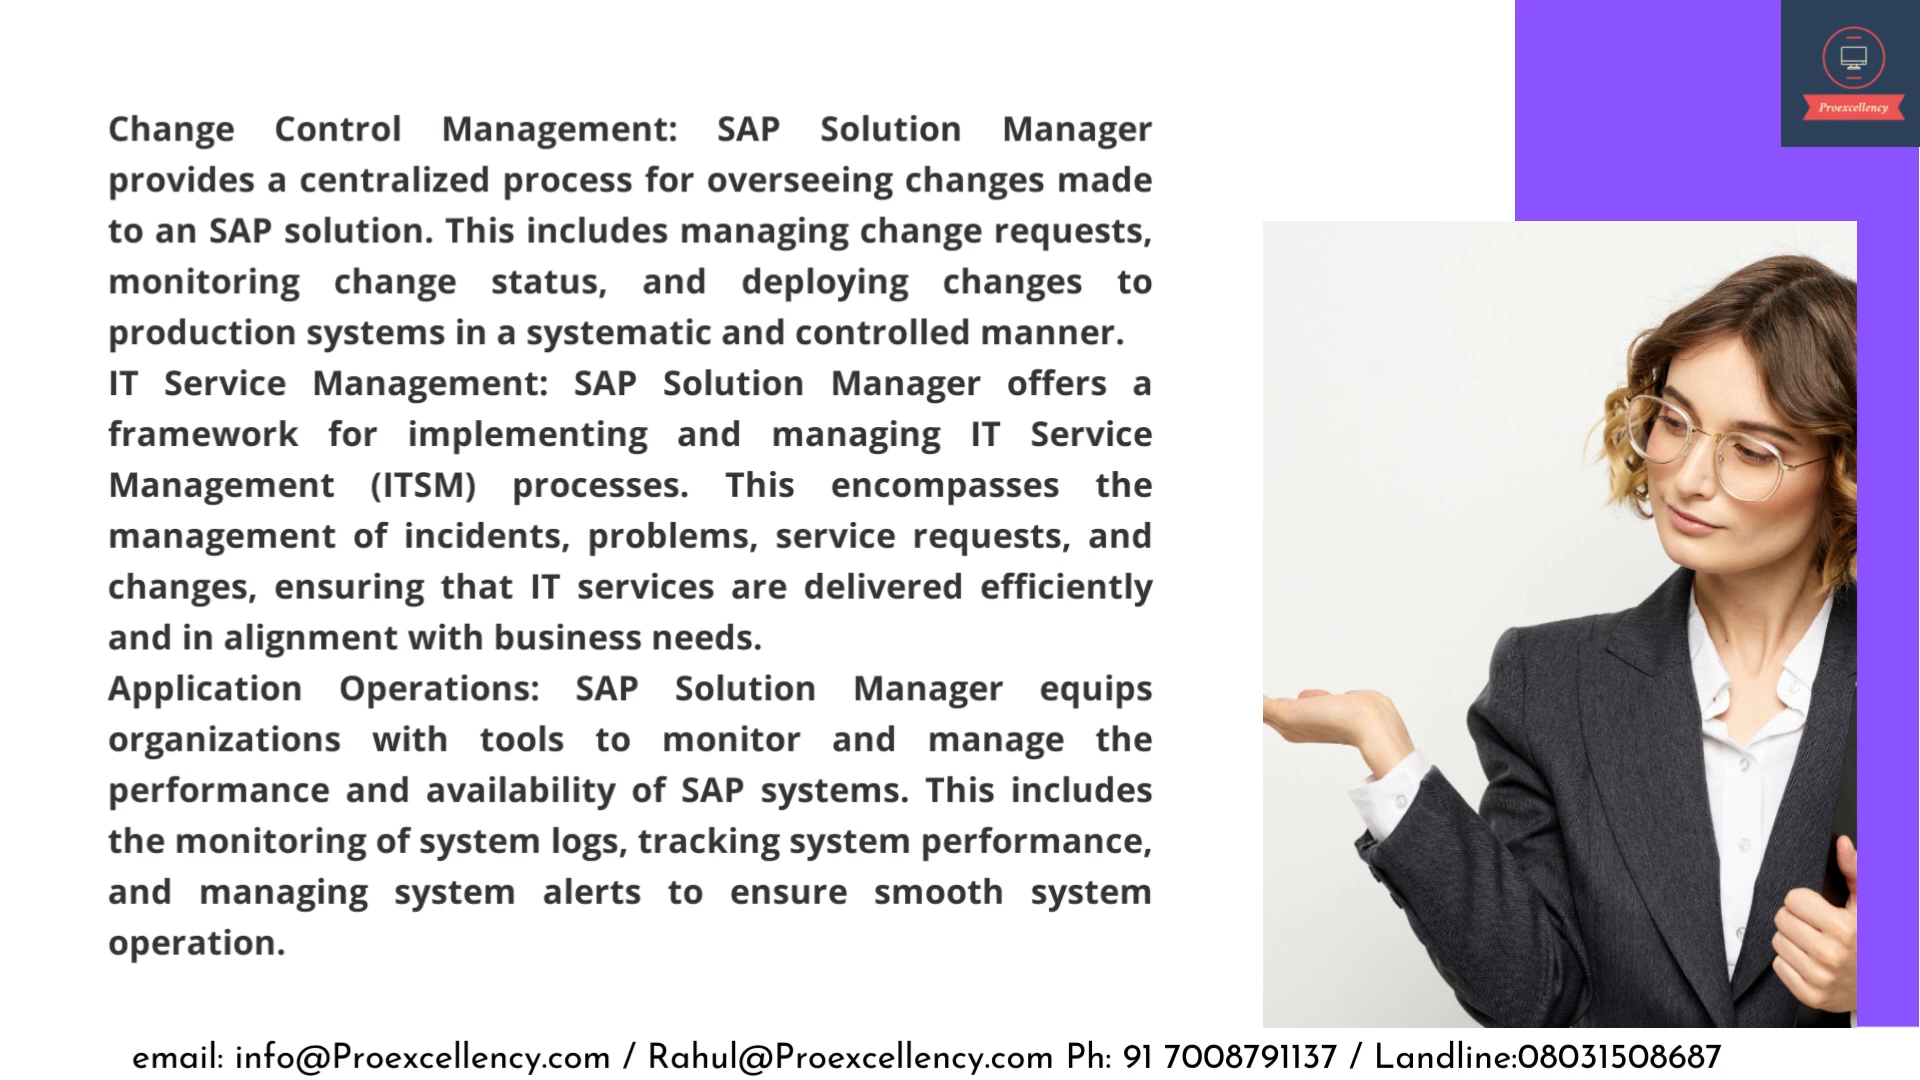 Proexcellency
Change Control Management: SAP Solution Manager
provides a centralized process for overseeing changes made
to an SAP solution. This includes managing change requests,
monitoring change status, and deploying changes to
production systems in a systematic and controlled manner.
IT Service Management: SAP Solution Manager offers a
framework for implementing and managing IT Service
Management (ITSM) processes. This encompasses the
management of incidents, problems, service requests, and
changes, ensuring that IT services are delivered efficiently
and in alignment with business needs.
Application Operations: SAP Solution Manager equips
organizations with tools to monitor and manage the
performance and availability of SAP systems. This includes
the monitoring of system logs, tracking system performance,
and managing system alerts to ensure smooth system
operation.
email: info@Proexcellency.com / Rahul@Proexcellency.com Ph: 91 7008791137 / Landline:08031508687